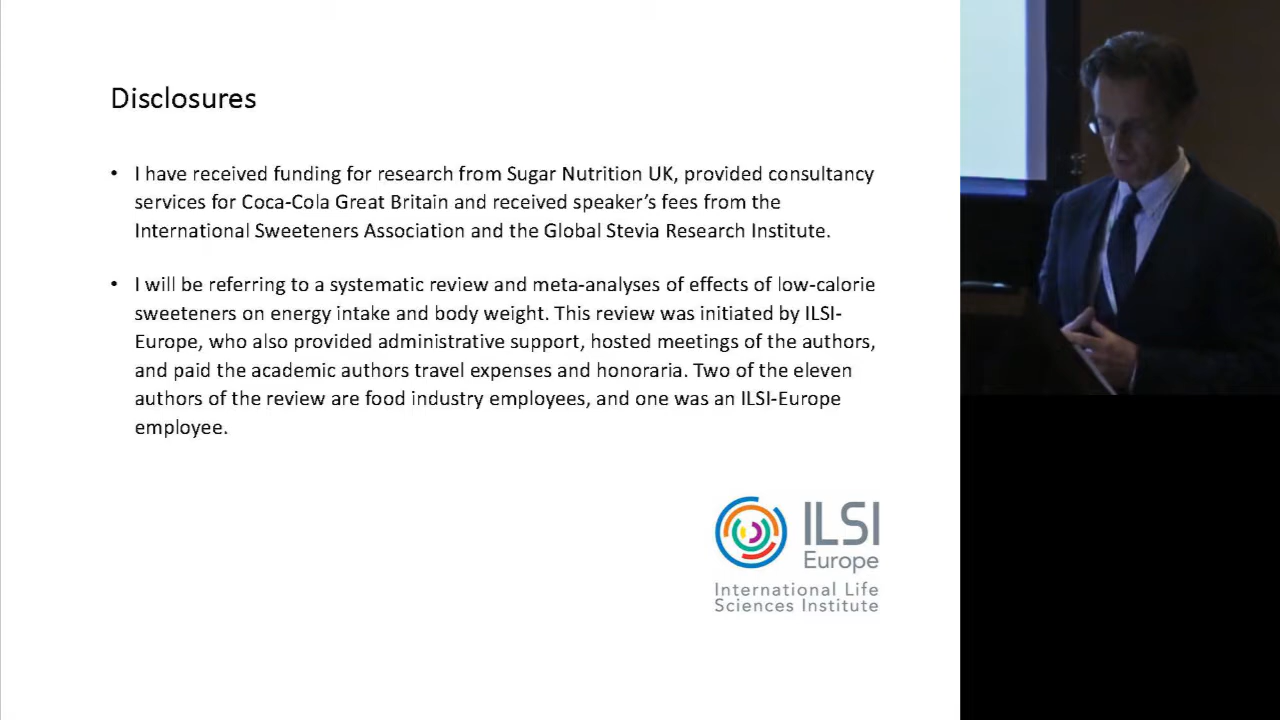 Disclosures
• I have received funding for research from Sugar Nutrition UK, provided consultancy
services for Coca-Cola Great Britain and received speaker’s fees from the
International Sweeteners Association and the Global Stevia Research Institute.
• I will be referring to a systematic review and meta-analyses of effects of low-calorie
sweeteners on energy intake and body weight. This review was initiated by ILSI-
Europe, who also provided administrative support, hosted meetings of the authors,
and paid the academic authors travel expenses and honoraria. Two of the eleven
authors of the review are food industry employees, and one was an ILSI-Europe
employee.
ILSI
Europe
International Life
Sciences Institute